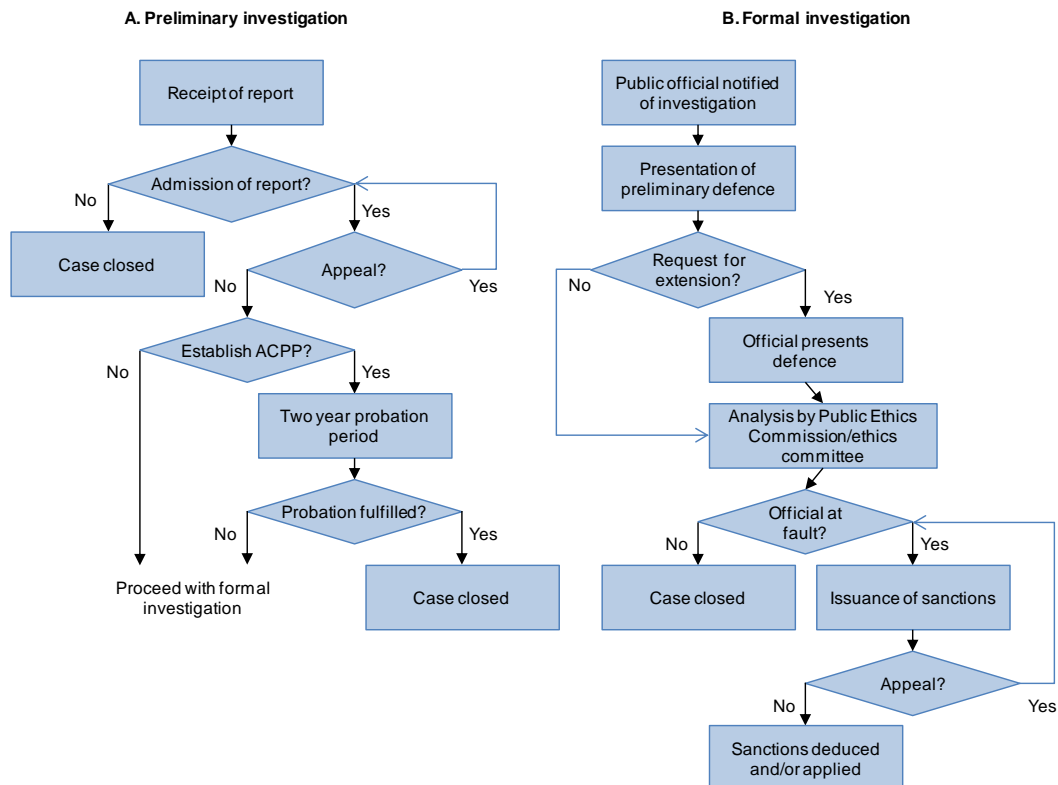 A. Preliminary investigation
Receipt of report
Admission of report?
No
Yes
Case closed
Appeal?
Yes
No
Establish ACPP?
No
Yes
Two year probation
period
Probation fulfilled?
No
Yes
Proceed with formal
investigation
Case closed
B. Formal investigation
Public official notified
of investigation
Presentation of
preliminary defence
Request for
extension?
No
Yes
Official presents
defence
Analysis by Public Ethics
Commission/ethics
committee
Official at
fault?
No
Yes
Case closed
Issuance of sanctions
Appeal?
No
Yes
Sanctions deduced
and/or applied